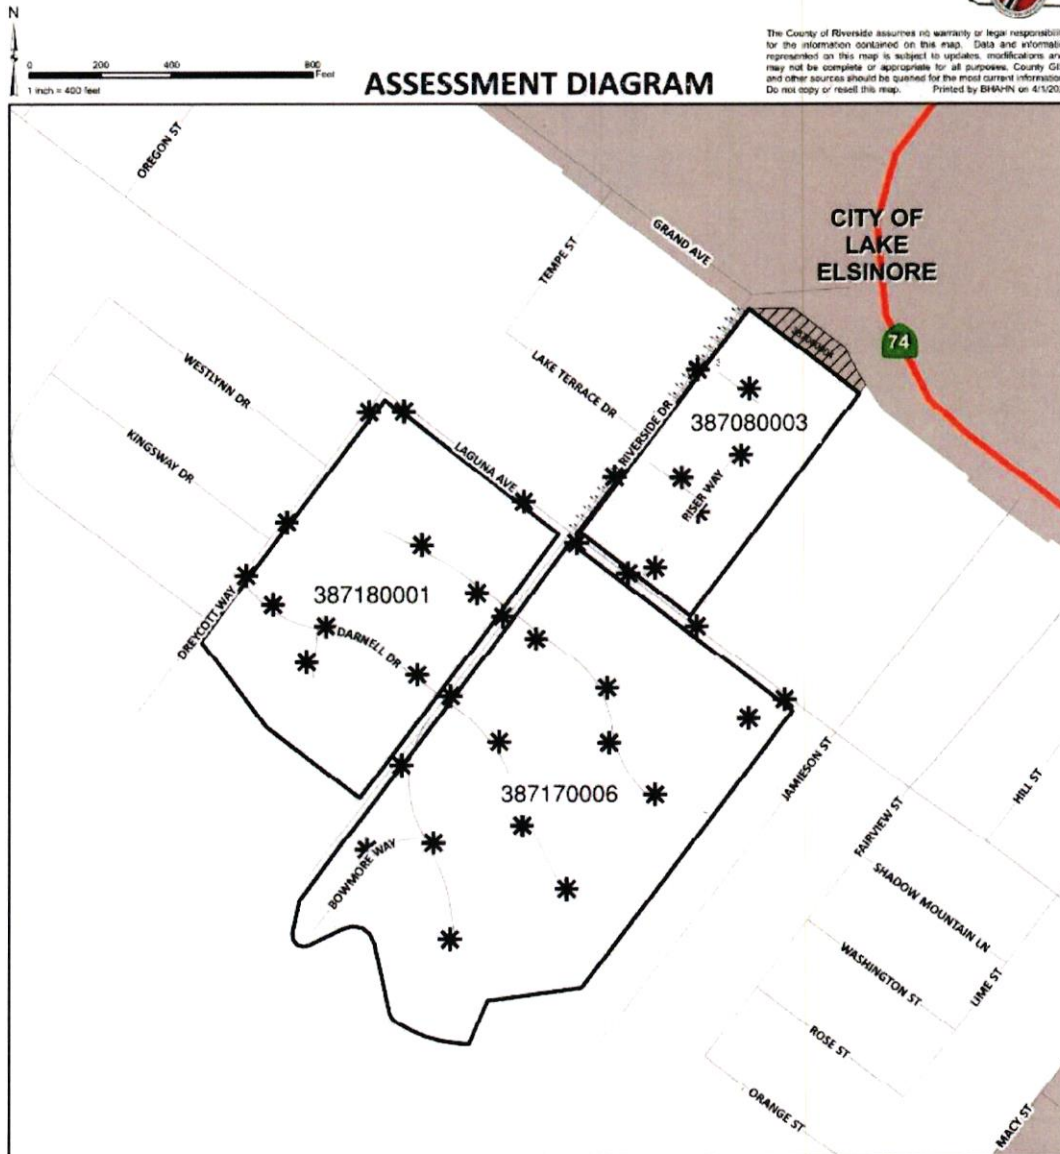 N
0 200 400 800
Feet
1 inch = 400 feet
ASSESSMENT DIAGRAM
The County of Riverside assumes no warranty or legal responsibili
for the information contained on this map. Data and informati
represented on this map is subject to updates, modifications an
may not be complete or appropriate for all purposes. County GI
and other sources should be queried for the most current informatio
Do not copy or resell this map. Printed by BHAHN on 4/1/20
OREGON ST
GRAND AVE
CITY OF
LAKE
ELSINORE
TEMPE ST
74
WESTLYNN DR
LAKE TERRACE DR
3
RIVERSIDE DR
387080003
KINGSWAY DR
LAGUNA AVE
RISER WAY
387180001
DREYCOTT WAY
DARNELL DR
387170006
JAMIESON ST
HILL ST
FAIRVIEW ST
BOWMORE WAY
SHADOW MOUNTAIN LN
WASHINGTON ST
LIME ST
ROSE ST
ORANGE ST
MACY ST